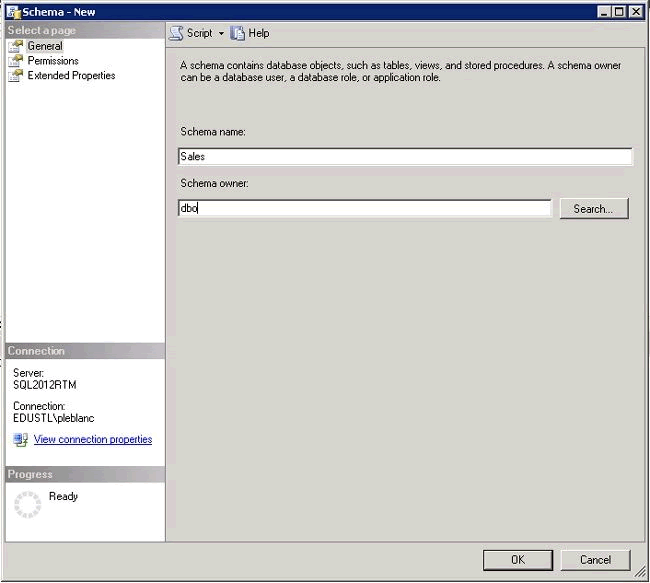 Schema - New
Select a page
General
Permissions
Extended Properties
Script
Help
A schema contains database objects, such as tables, views, and stored procedures. A schema owner
can be a database user, a database role, or application role.
Schema name:
Sales
Schema owner:
dbo
Search...
Connection
Server:
SQL2012RTM
Connection:
EDUSTL\pleblanc
View connection properties
Progress
Ready
OK
Cancel